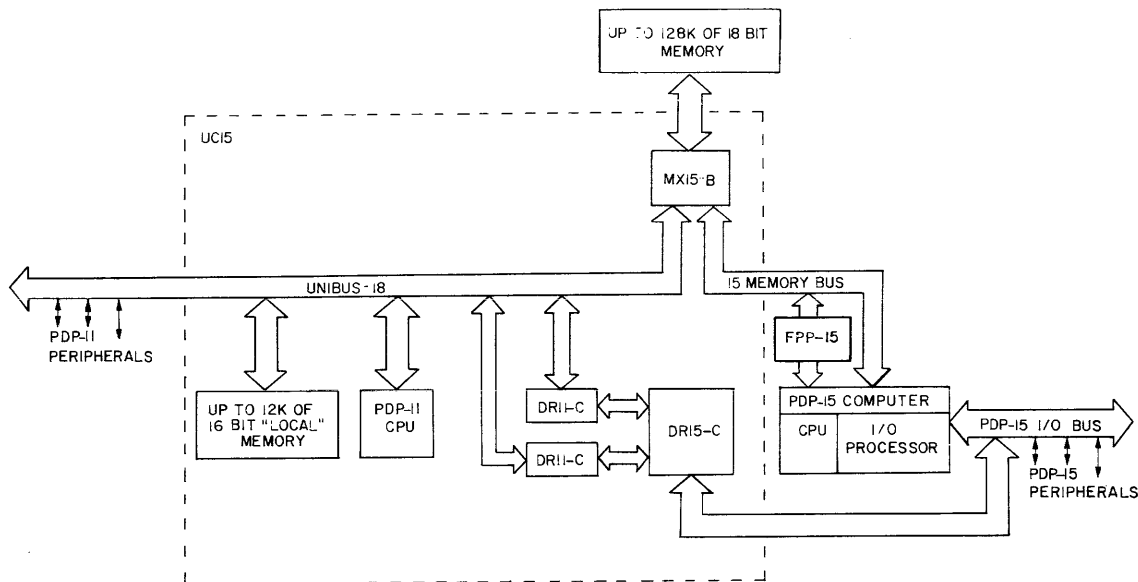 UP TO 128K OF 18 BIT
MEMORY
UC15
MX15-B
UNIBUS-18
15 MEMORY BUS
PDP-11
PERIPHERALS
FPP-15
UP TO 12K OF
16 BIT "LOCAL"
MEMORY
PDP-11
CPU
DR11-C
DR11-C
DR15-C
PDP-15 COMPUTER
CPU
I/O
PROCESSOR
PDP-15 I/O BUS
PDP-15
PERIPHERALS